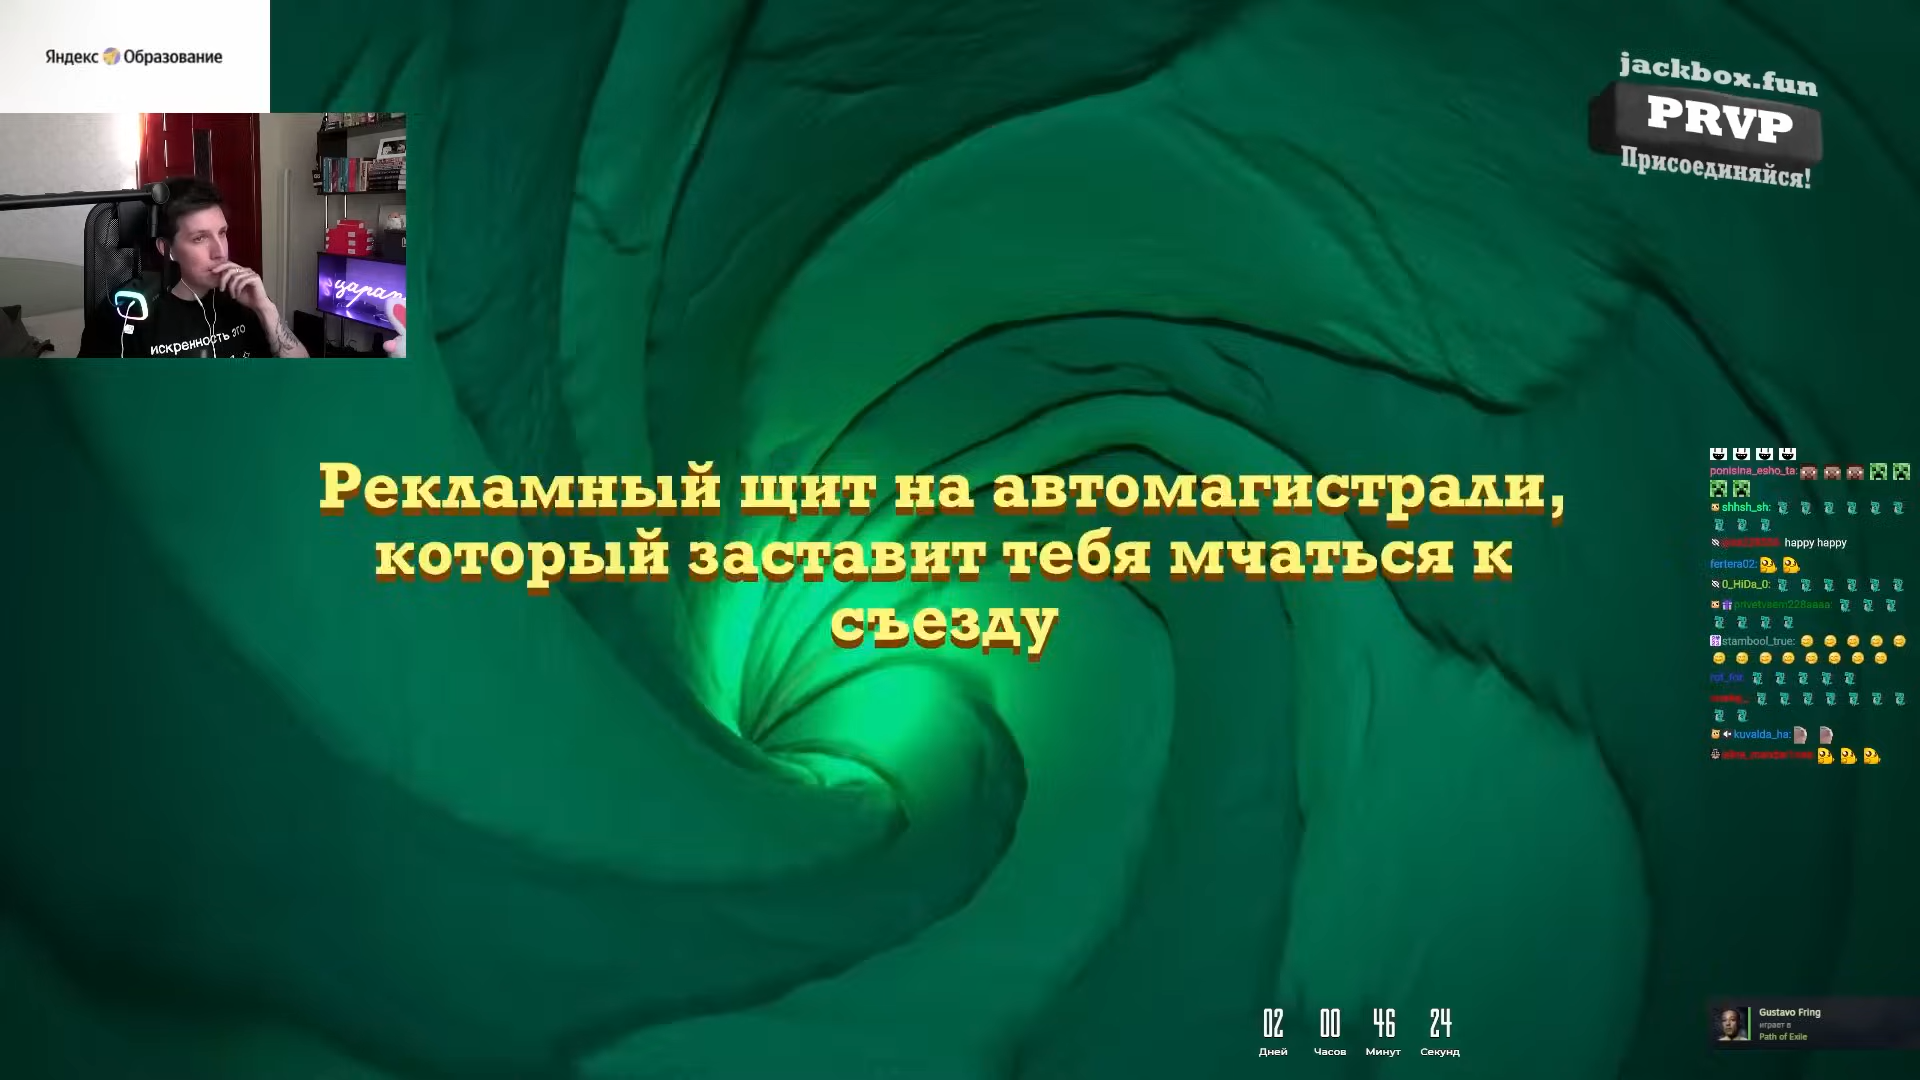 Яндекс Образование
jackbox.fun
PRVP
Присоединяйся!
искренность это
Рекламный щит на автомагистрали,
который заставит тебя мчаться к
съезду
ponisina_esho_ta:
shhsh_sh:
happy happy
fertera02:
0_HiDa_0:
privetvsem228aaaa:
stambool_true:
kuvalda_ha:
02 00 46 24
Дней Часов Минут Секунд
Gustavo Fring
играет в
Path of Exile